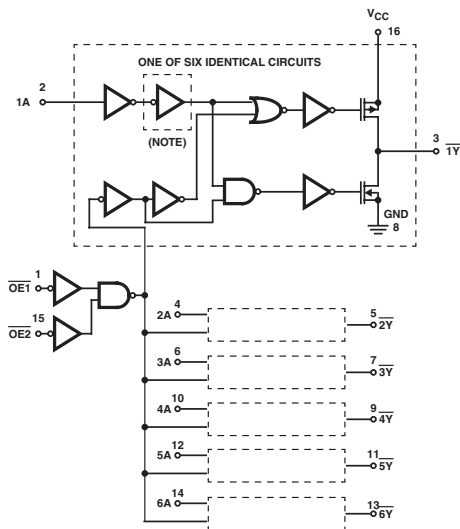 VCC
16
ONE OF SIX IDENTICAL CIRCUITS
2
1A
(NOTE)
3
1Y
GND
8
1
OE1
15
OE2
4
2A
5
2Y
6
3A
7
3Y
10
4A
9
4Y
12
5A
11
5Y
14
6A
13
6Y